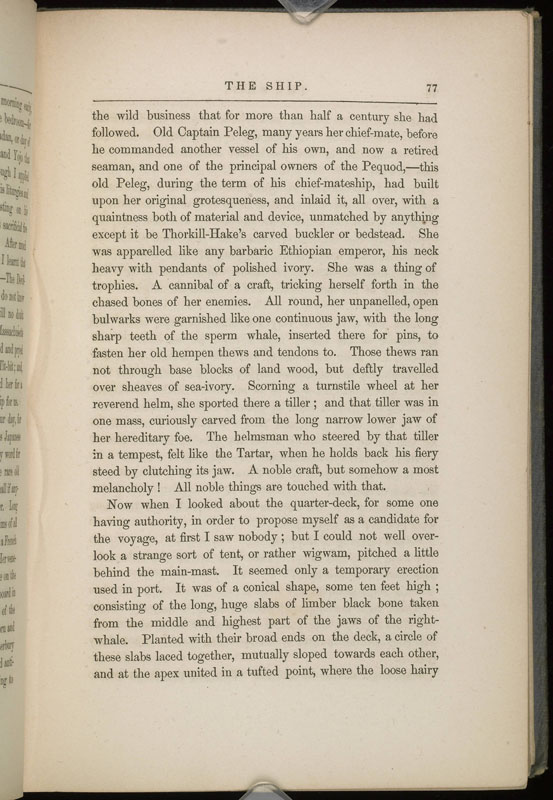 THE SHIP. 77
the wild business that for more than half a century she had
followed. Old Captain Peleg, many years her chief-mate, before
he commanded another vessel of his own, and now a retired
seaman, and one of the principal owners of the Pequod,—this
old Peleg, during the term of his chief-mateship, had built
upon her original grotesqueness, and inlaid it, all over, with a
quaintness both of material and device, unmatched by anything
except it be Thorkill-Hake's carved buckler or bedstead. She
was apparelled like any barbaric Ethiopian emperor, his neck
heavy with pendants of polished ivory. She was a thing of
trophies. A cannibal of a craft, tricking herself forth in the
chased bones of her enemies. All round, her unpanelled, open
bulwarks were garnished like one continuous jaw, with the long
sharp teeth of the sperm whale, inserted there for pins, to
fasten her old hempen thews and tendons to. Those thews ran
not through base blocks of land wood, but deftly travelled
over sheaves of sea-ivory. Scorning a turnstile wheel at her
reverend helm, she sported there a tiller; and that tiller was in
one mass, curiously carved from the long narrow lower jaw of
her hereditary foe. The helmsman who steered by that tiller
in a tempest, felt like the Tartar, when he holds back his fiery
steed by clutching its jaw. A noble craft, but somehow a most
melancholy! All noble things are touched with that.
Now when I looked about the quarter-deck, for some one
having authority, in order to propose myself as a candidate for
the voyage, at first I saw nobody; but I could not well over-
look a strange sort of tent, or rather wigwam, pitched a little
behind the main-mast. It seemed only a temporary erection
used in port. It was of a conical shape, some ten feet high;
consisting of the long, huge slabs of limber black bone taken
from the middle and highest part of the jaws of the right-
whale. Planted with their broad ends on the deck, a circle of
these slabs laced together, mutually sloped towards each other,
and at the apex united in a tufted point, where the loose hairy